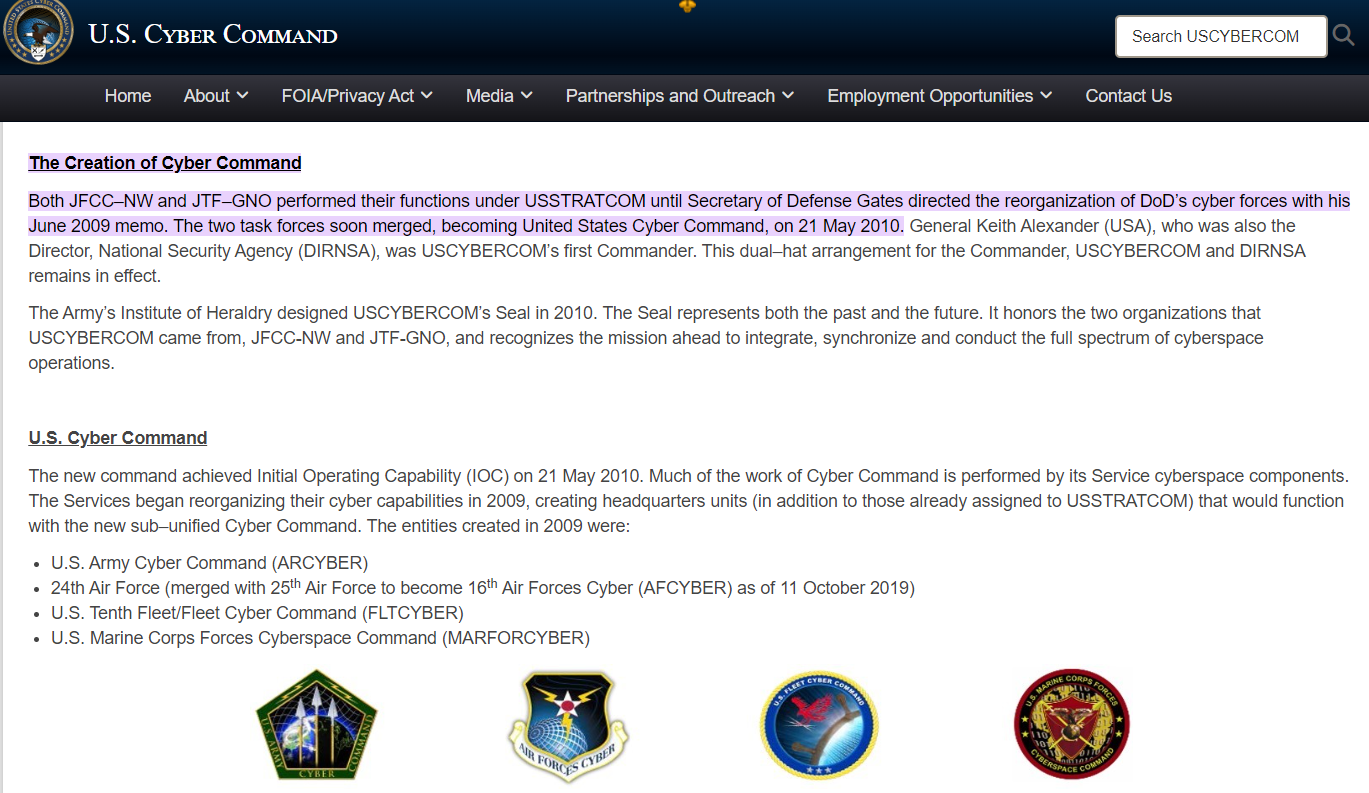 U.S. CYBER COMMAND
Search USCYBERCOM
Home
About
FOIA/Privacy Act
Media
Partnerships and Outreach
Employment Opportunities
Contact Us
The Creation of Cyber Command
Both JFCC–NW and JTF–GNO performed their functions under USSTRATCOM until Secretary of Defense Gates directed the reorganization of DoD’s cyber forces with his
June 2009 memo. The two task forces soon merged, becoming United States Cyber Command, on 21 May 2010. General Keith Alexander (USA), who was also the
Director, National Security Agency (DIRNSA), was USCYBERCOM’s first Commander. This dual–hat arrangement for the Commander, USCYBERCOM and DIRNSA
remains in effect.
The Army’s Institute of Heraldry designed USCYBERCOM’s Seal in 2010. The Seal represents both the past and the future. It honors the two organizations that
USCYBERCOM came from, JFCC-NW and JTF-GNO, and recognizes the mission ahead to integrate, synchronize and conduct the full spectrum of cyberspace
operations.
U.S. Cyber Command
The new command achieved Initial Operating Capability (IOC) on 21 May 2010. Much of the work of Cyber Command is performed by its Service cyberspace components.
The Services began reorganizing their cyber capabilities in 2009, creating headquarters units (in addition to those already assigned to USSTRATCOM) that would function
with the new sub–unified Cyber Command. The entities created in 2009 were:
• U.S. Army Cyber Command (ARCYBER)
• 24th Air Force (merged with 25th Air Force to become 16th Air Forces Cyber (AFCYBER) as of 11 October 2019)
• U.S. Tenth Fleet/Fleet Cyber Command (FLTCYBER)
• U.S. Marine Corps Forces Cyberspace Command (MARFORCYBER)
U.S. ARMY CYBER COMMAND
AIR FORCES CYBER
U.S. FLEET CYBER COMMAND
U.S. MARINE CORPS FORCES
CYBERSPACE COMMAND